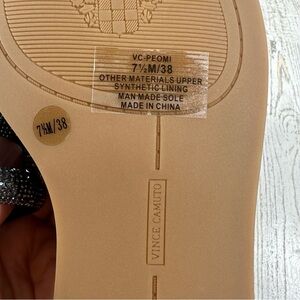 VC-PEOMI
7½M/38
OTHER MATERIALS UPPER
SYNTHETIC LINING
MAN MADE SOLE
MADE IN CHINA
7½M/38
VINCE CAMUTO